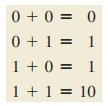 0 + 0 = 0
0 + 1 = 1
1 + 0 = 1
1 + 1 = 10